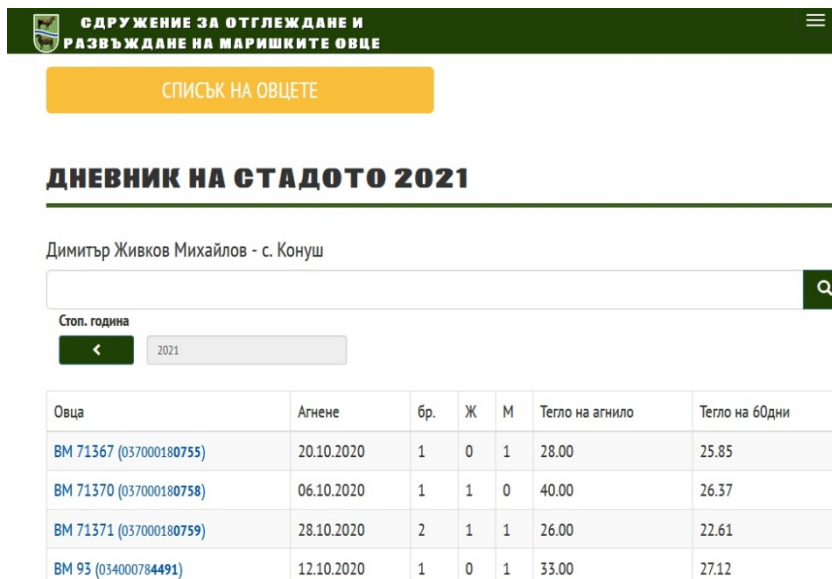 СДРУЖЕНИЕ ЗА ОТГЛЕЖДАНЕ И
РАЗВЪЖДАНЕ НА МАРИШКИТЕ ОВЦЕ
СПИСЪК НА ОВЦЕТЕ
ДНЕВНИК НА СТАДОТО 2021
Димитър Живков Михайлов - с. Конуш
Стоп. година
2021
Овца Агнене бр. Ж М Тегло на агнило Тегло на 60дни
ВМ 71367 (037000180755) 20.10.2020 1 0 1 28.00 25.85
ВМ 71370 (037000180758) 06.10.2020 1 1 0 40.00 26.37
ВМ 71371 (037000180759) 28.10.2020 2 1 1 26.00 22.61
ВМ 93 (034000784491) 12.10.2020 1 0 1 33.00 27.12